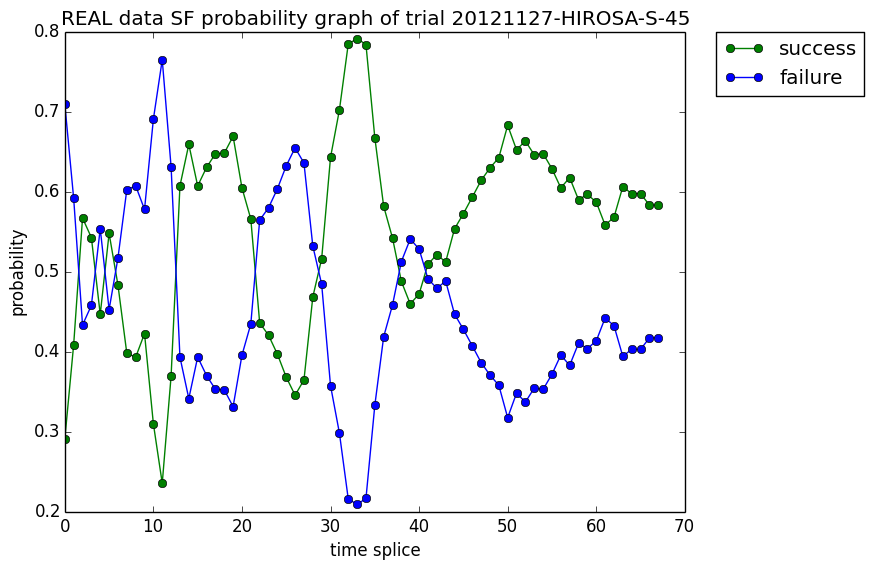 REAL data SF probability graph of trial 20121127-HIROSA-S-45
success
failure
0.8
0.7
0.6
0.5
0.4
0.3
0.2
probability
0 10 20 30 40 50 60 70
time splice